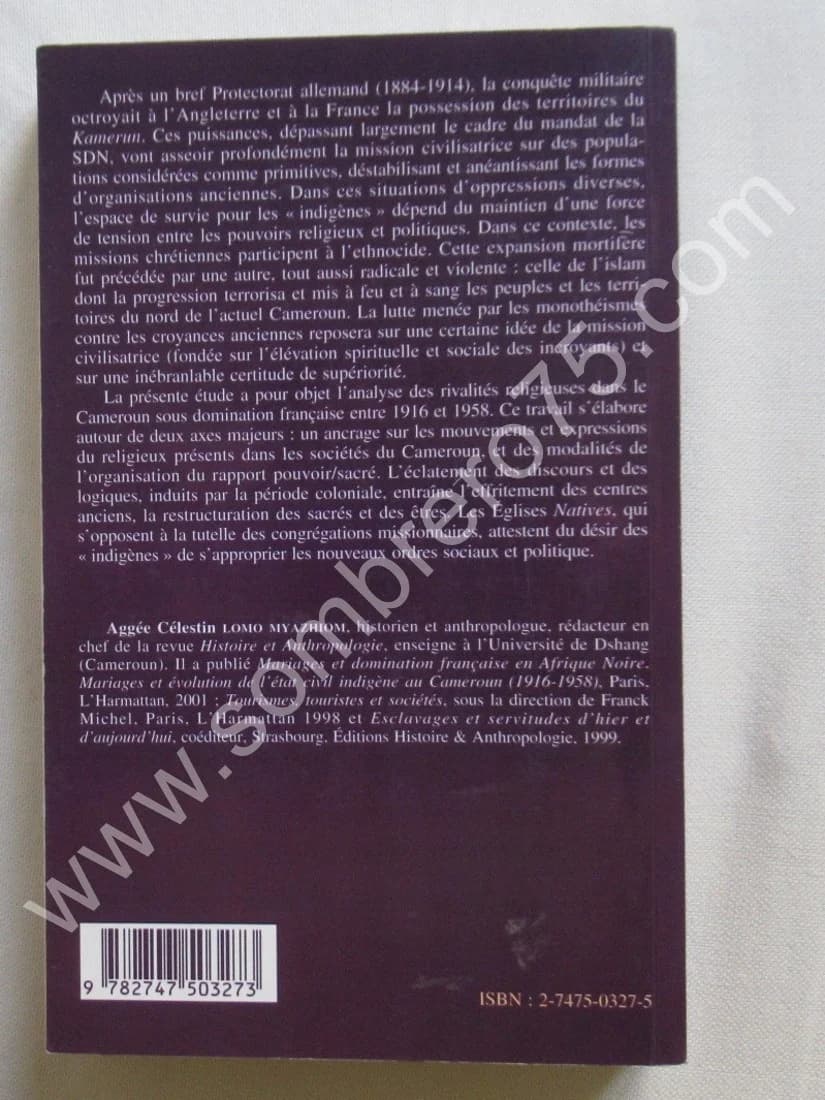 Après un bref Protectorat allemand (1884-1914), la conquête militaire
octroyait à l'Angleterre et à la France la possession des territoires du
Kamerun. Ces puissances, dépassant largement le cadre du mandat de la
SDN, vont asseoir profondément la mission civilisatrice sur des popula-
tions considérées comme primitives, déstabilisant et anéantissant les formes
d'organisations anciennes. Dans ces situations d'oppressions diverses,
l'espace de survie pour les « indigènes » dépend du maintien d'une force
de tension entre les pouvoirs religieux et politiques. Dans ce contexte, les
missions chrétiennes participent à l'ethnocide. Cette expansion mortifère
fut précédée par une autre, tout aussi radicale et violente : celle de l'islam
dont la progression terrorisa et mis à feu et à sang les peuples et les terri-
toires du nord de l'actuel Cameroun. La lutte menée par les monothéismes
contre les croyances anciennes reposera sur une certaine idée de la mission
civilisatrice (fondée sur l'élévation spirituelle et sociale des incroyants) et
sur une inébranlable certitude de supériorité.
La présente étude a pour objet l'analyse des rivalités religieuses dans le
Cameroun sous domination française entre 1916 et 1958. Ce travail s'élabore
autour de deux axes majeurs : un ancrage sur les mouvements et expressions
du religieux présents dans les sociétés du Cameroun, et des modalités de
l'organisation du rapport pouvoir/sacré. L'éclatement des discours et des
logiques, induits par la période coloniale, entraîne l'effritement des centres
anciens, la restructuration des sacrés et des êtres. Les Églises Natives, qui
s'opposent à la tutelle des congrégations missionnaires, attestent du désir des
« indigènes » de s'approprier les nouveaux ordres sociaux et politique.
Aggée Célestin LOMO MYAZHIOM, historien et anthropologue, rédacteur en
chef de la revue Histoire et Anthropologie, enseigne à l'Université de Dshang
(Cameroun). Il a publié Mariages et domination française en Afrique Noire.
Mariages et évolution de l'état civil indigène au Cameroun (1916-1958), Paris,
L'Harmattan, 2001 ; Tourismes, touristes et sociétés, sous la direction de Franck
Michel, Paris, L'Harmattan 1998 et Esclavages et servitudes d'hier et
d'aujourd'hui, coéditeur, Strasbourg, Éditions Histoire & Anthropologie, 1999.
9 782747 503273
ISBN : 2-7475-0327-5
www.sombrero75.com